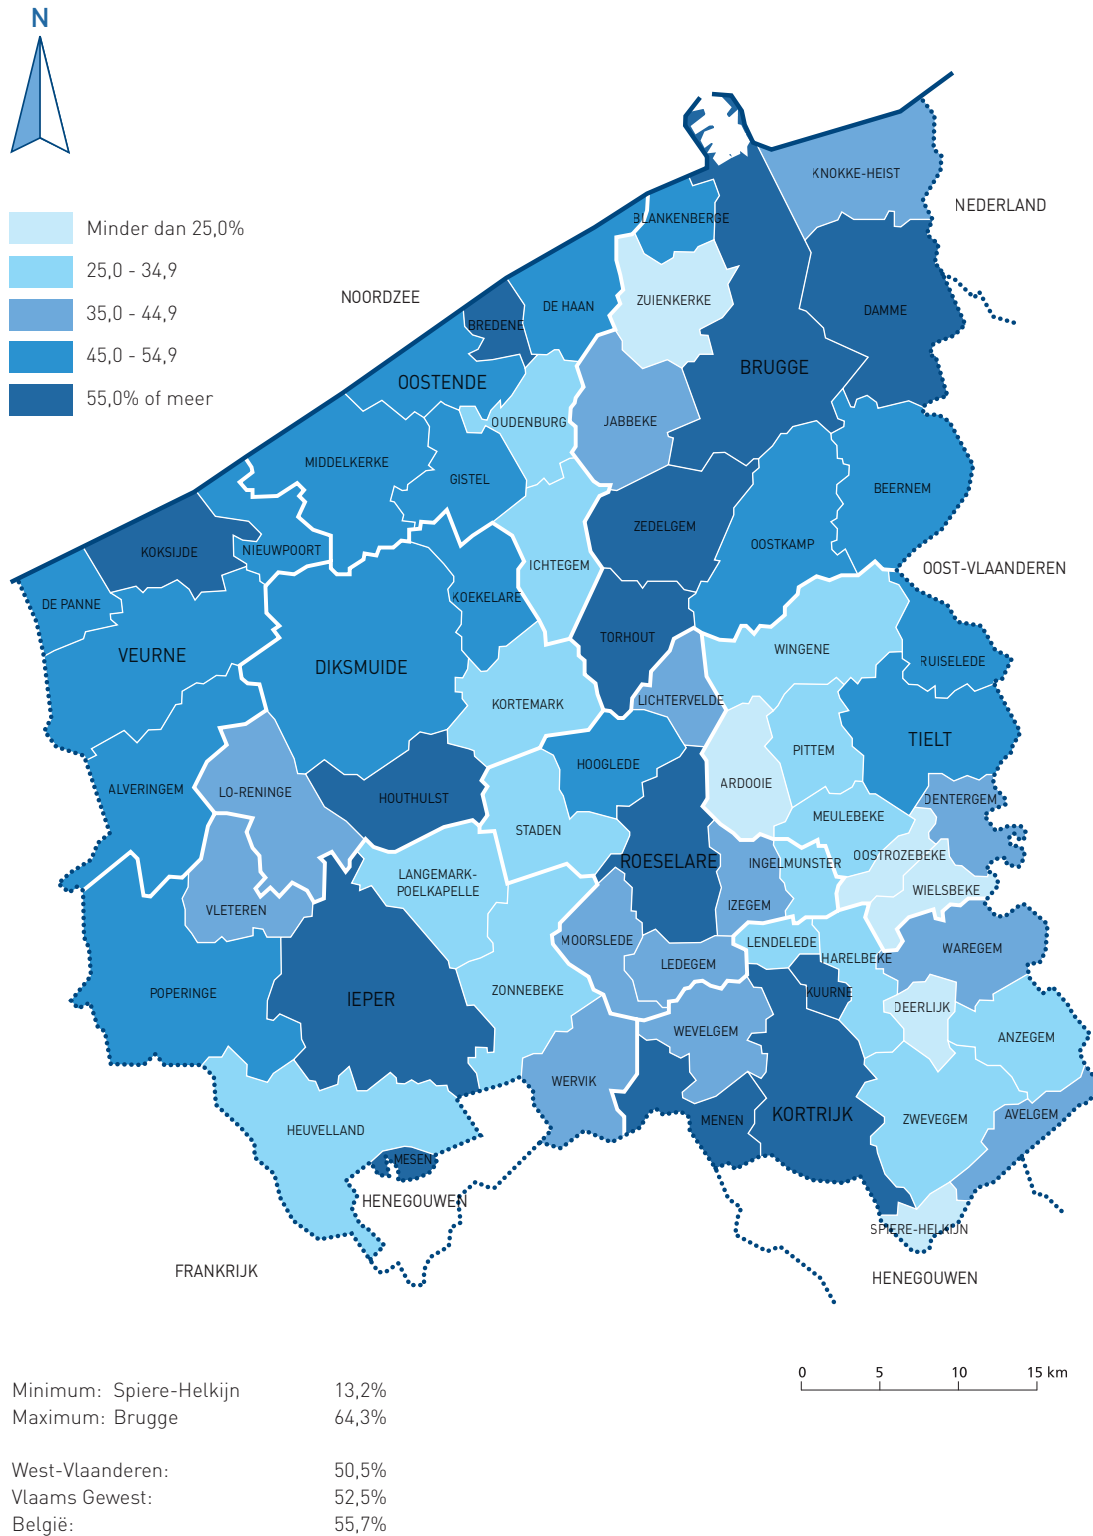 N
KNOKKE-HEIST
NEDERLAND
BLANKENBERGE
Minder dan 25,0%
25,0 - 34,9
35,0 - 44,9
45,0 - 54,9
55,0% of meer
NOORDZEE
ZUIENKERKE
DE HAAN
DAMME
BREDENE
BRUGGE
OOSTENDE
OUDENBURG
JABBEKE
MIDDELKERKE
GISTEL
BEERNEM
ZEDELGEM
OOSTKAMP
KOKSIJDE
NIEUWPOORT
ICHTEGEM
OOST-VLAANDEREN
DE PANNE
KOEKELARE
TORHOUT
VEURNE
DIKSMUIDE
WINGENE
RUISELEDE
KORTEMARK
LICHTERVELDE
TIELT
PITTEM
HOOGLEDE
ARDOOIE
ALVERINGEM
LO-RENINGE
HOUTHULST
DENTERGEM
STADEN
MEULEBEKE
ROESELARE
INGELMUNSTER
OOSTROZEBEKE
LANGEMARK-
POELKAPELLE
WIELSBEKE
VLETEREN
IZEGEM
MOORSLEDE
LENDELEDE
HARELBEKE
WAREGEM
LEDEGEM
POPERINGE
IEPER
ZONNEBEKE
KUURNE
DEERLIJK
WEVELGEM
ANZEGEM
WERVIK
MENEN
KORTRIJK
ZWEVEGEM
AVELGEM
HEUVELLAND
MESEN
HENEGOUWEN
SPIERE-HELKIJN
FRANKRIJK
HENEGOUWEN
0 5 10 15 km
Minimum: Spiere-Helkijn 13,2%
Maximum: Brugge 64,3%
West-Vlaanderen: 50,5%
Vlaams Gewest: 52,5%
België: 55,7%